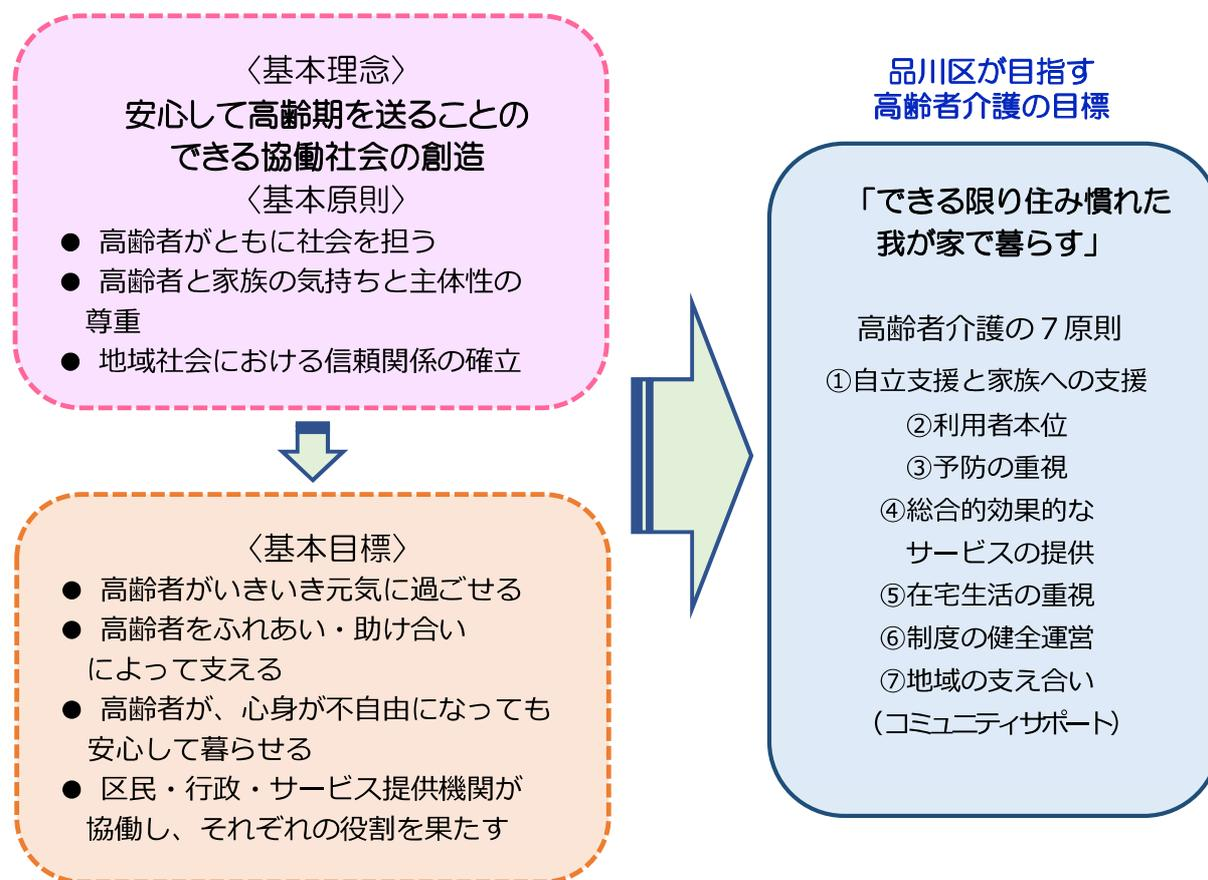 〈基本理念〉
安心して高齢期を送ることの
できる協働社会の創造
〈基本原則〉
● 高齢者がともに社会を担う
● 高齢者と家族の気持ちと主体性の
尊重
● 地域社会における信頼関係の確立
〈基本目標〉
● 高齢者がいきいき元気に過ごせる
● 高齢者をふれあい・助け合い
によって支える
● 高齢者が、心身が不自由になっても
安心して暮らせる
● 区民・行政・サービス提供機関が
協働し、それぞれの役割を果たす
品川区が目指す
高齢者介護の目標
「できる限り住み慣れた
我が家で暮らす」
高齢者介護の７原則
①自立支援と家族への支援
②利用者本位
③予防の重視
④総合的効果的な
サービスの提供
⑤在宅生活の重視
⑥制度の健全運営
⑦地域の支え合い
（コミュニティサポート）